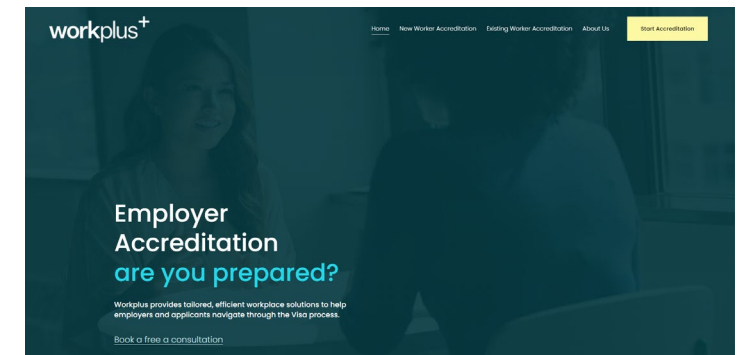 workplus+
Home New Worker Accreditation Existing Worker Accreditation About Us Start Accreditation
Employer
Accreditation
are you prepared?
Workplus provides tailored, efficient workplace solutions to help
employers and applicants navigate through the Visa process.
Book a free a consultation